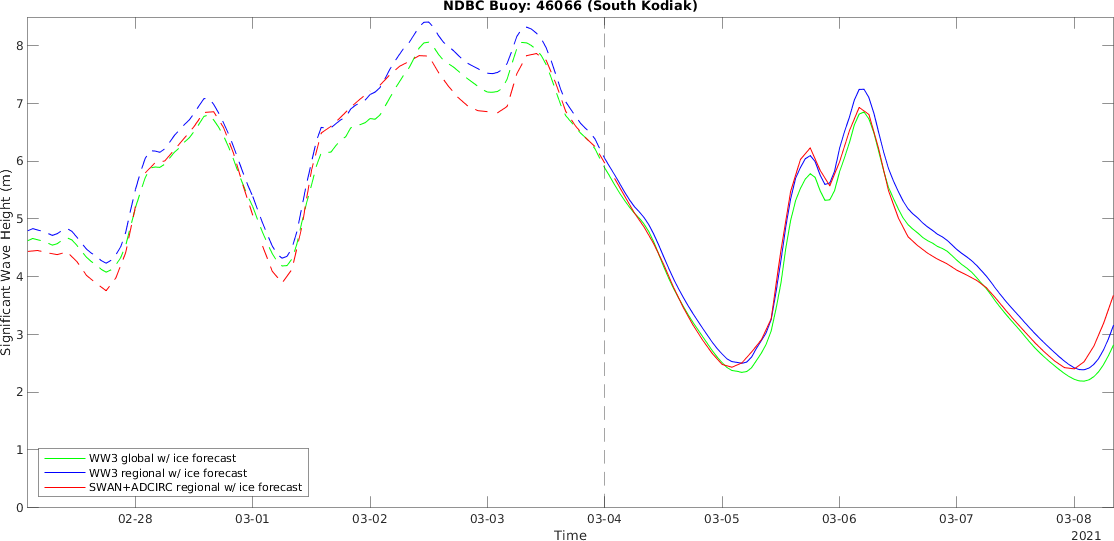 NDBC Buoy: 46066 (South Kodiak)
Significant Wave Height (m)
8
7
6
5
4
3
2
1
0
WW3 global w/ ice forecast
WW3 regional w/ ice forecast
SWAN+ADCIRC regional w/ ice forecast
02-28 03-01 03-02 03-03 03-04 03-05 03-06 03-07 03-08
Time
2021